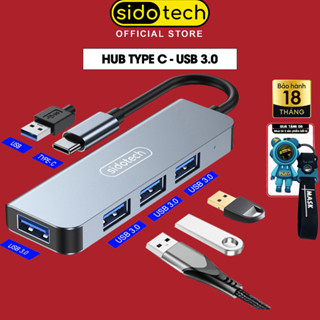 sidotech
OFFICIAL STORE
HUB TYPE C - USB 3.0
Bảo hành
18
THÁNG
USB
TYPE-C
sidotech
USB 3.0
USB 3.0
USB 3.0
USB 3.0
MASK